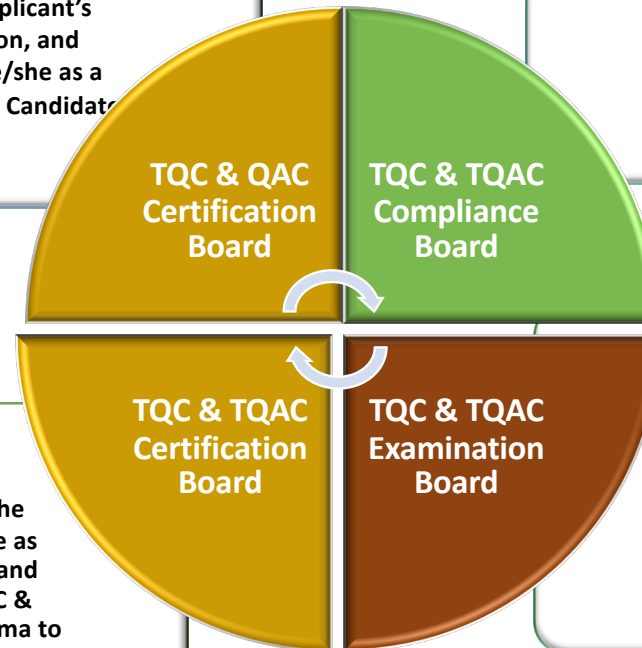 plicant's
on, and
e/she as a
Candidate
TQC & QAC
Certification
Board
TQC & TQAC
Compliance
Board
TQC & TQAC
Certification
Board
TQC & TQAC
Examination
Board
he
e as
and
C &
ma to